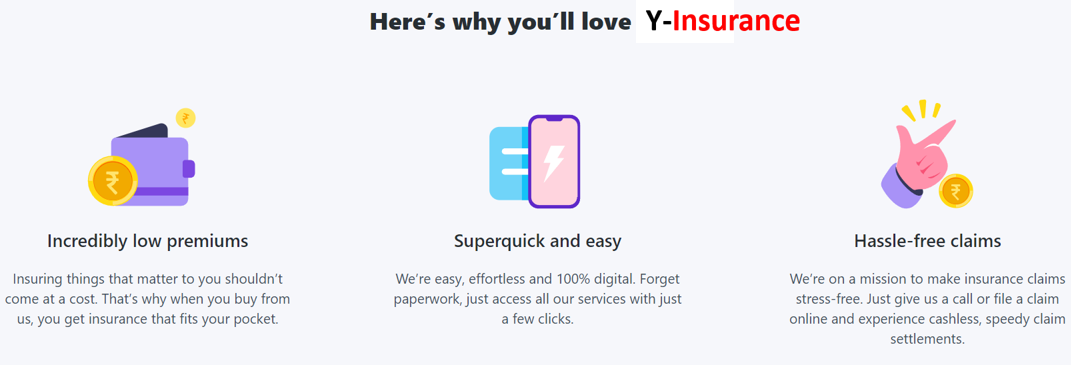 Here's why you'll love Y-Insurance
₹
₹
₹
Incredibly low premiums
Insuring things that matter to you shouldn't
come at a cost. That's why when you buy from
us, you get insurance that fits your pocket.
Superquick and easy
We're easy, effortless and 100% digital. Forget
paperwork, just access all our services with just
a few clicks.
Hassle-free claims
We're on a mission to make insurance claims
stress-free. Just give us a call or file a claim
online and experience cashless, speedy claim
settlements.